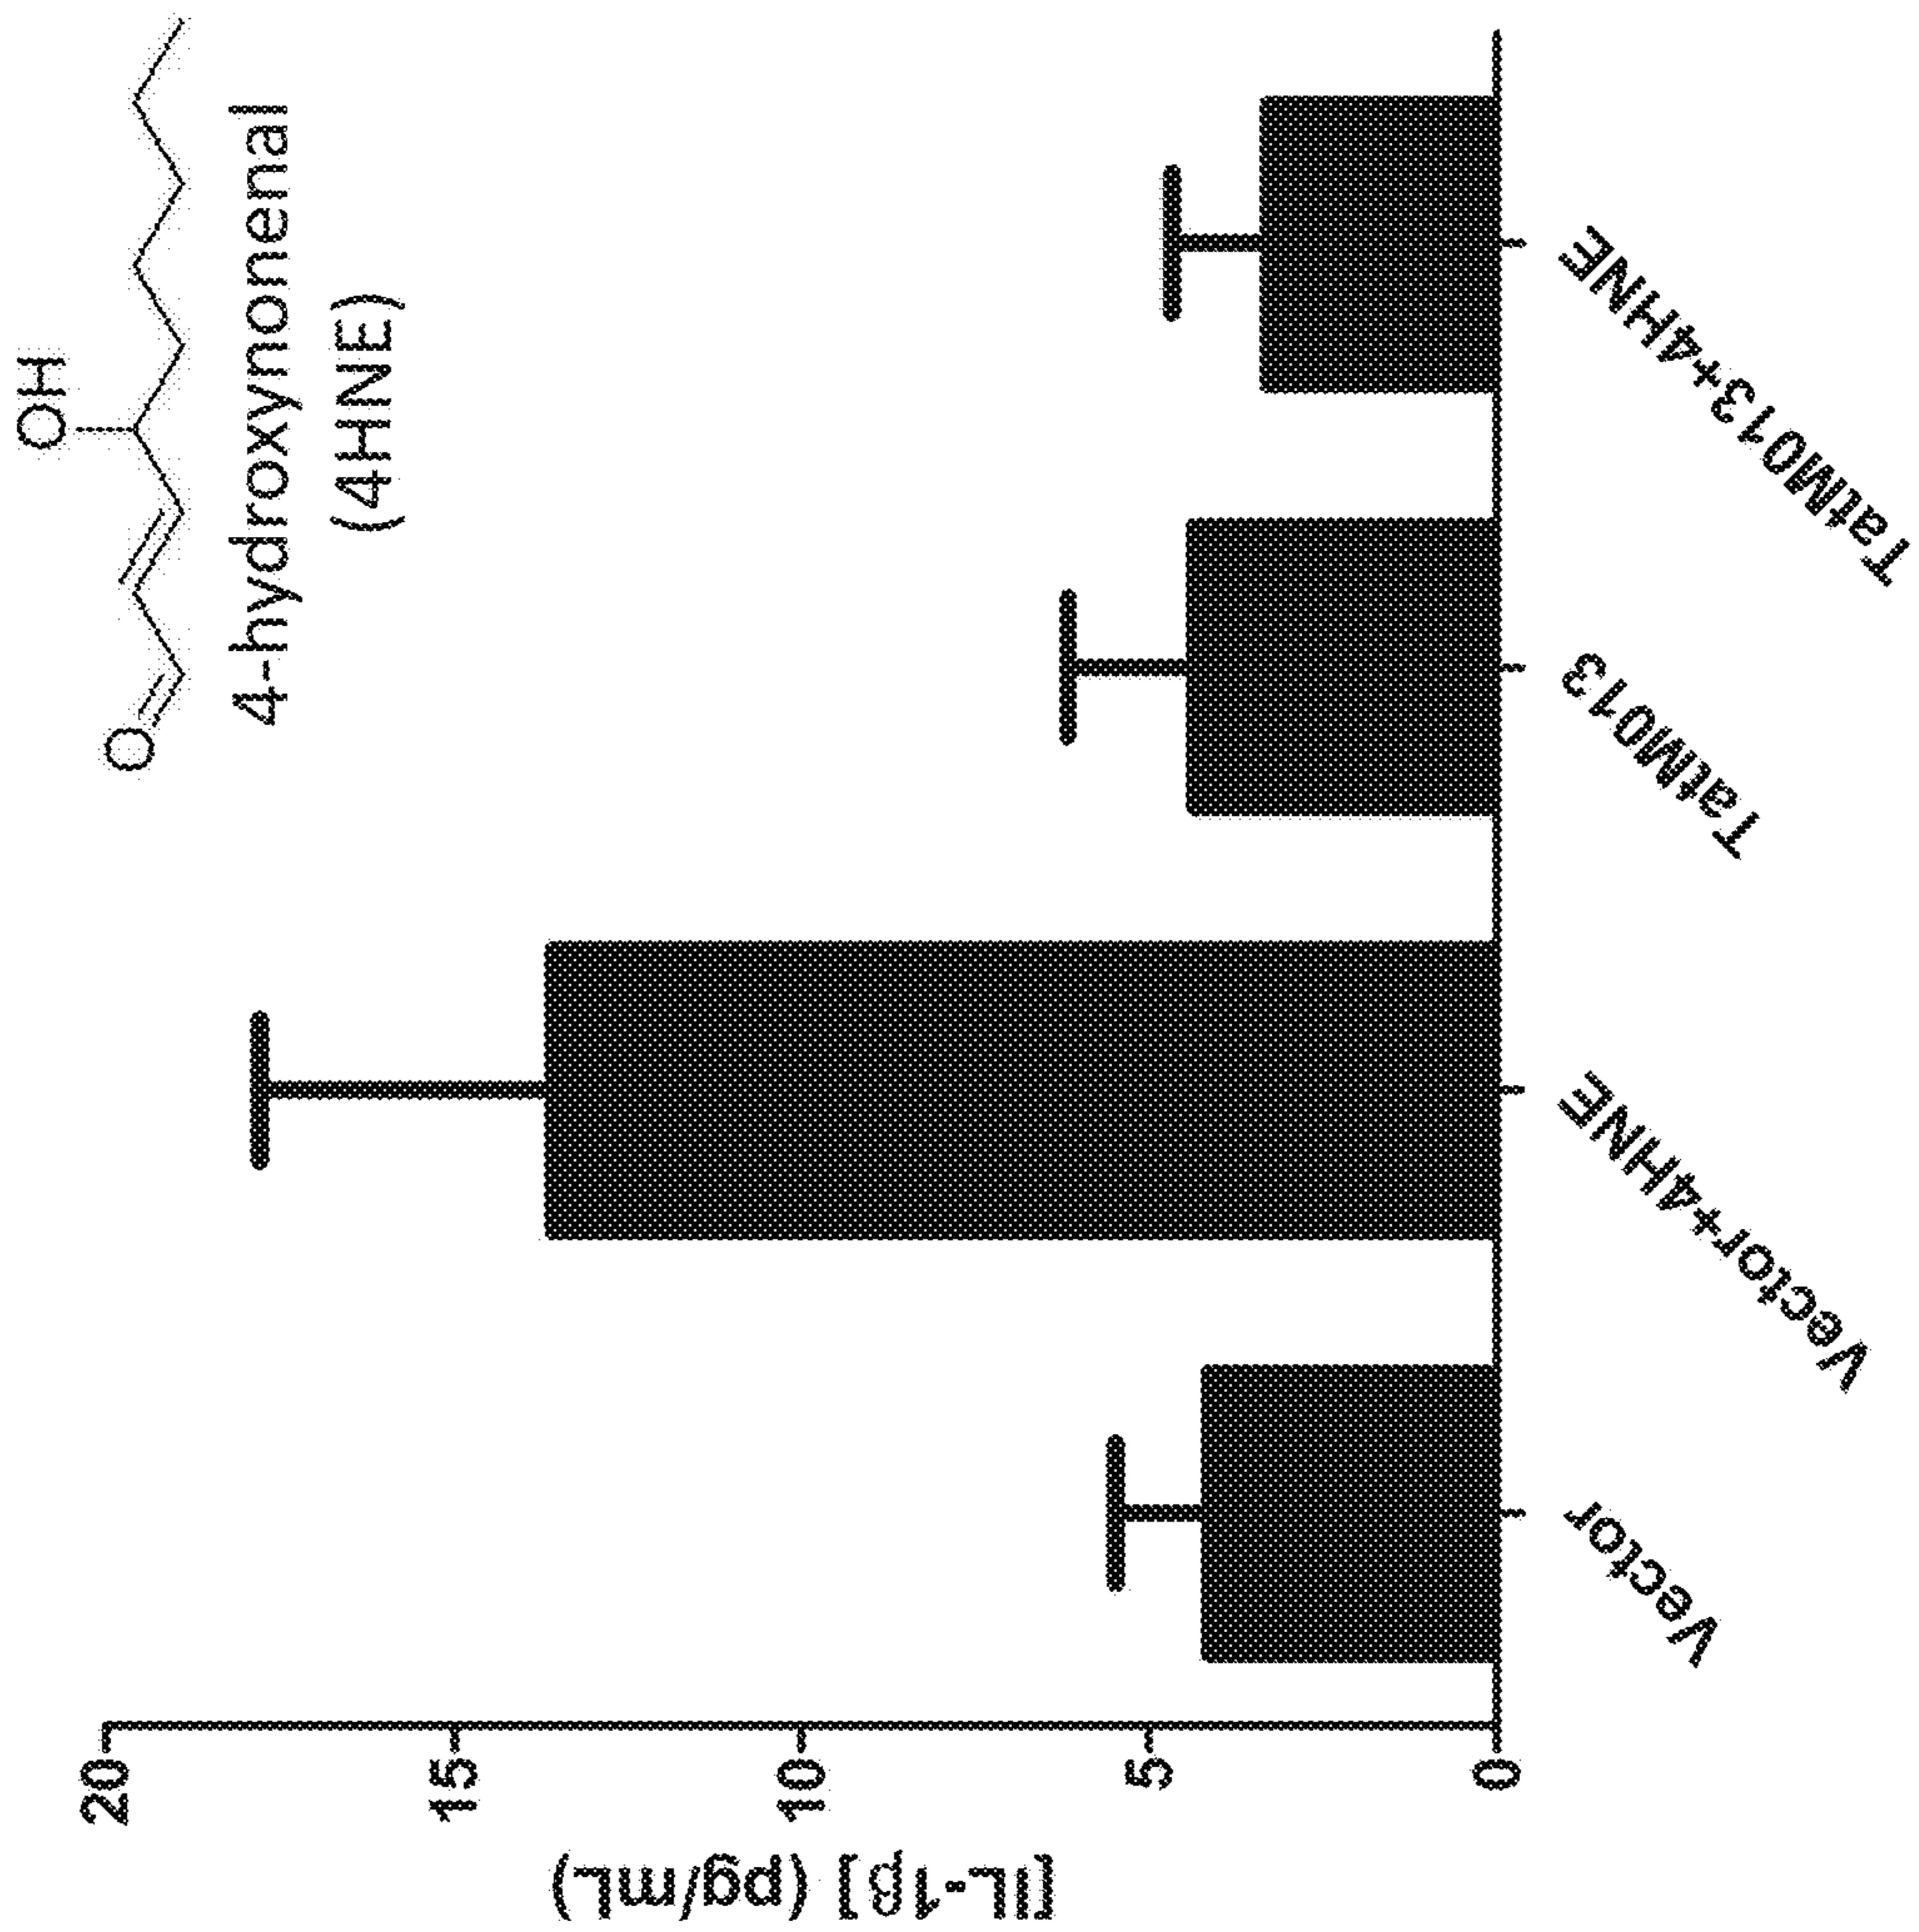 O
OH
4-hydroxynonenal
(4HNE)
[IL-1β] (pg/mL)
20
15
10
5
0
Vector
Vector+4HNE
TatM013
TatM013+4HNE